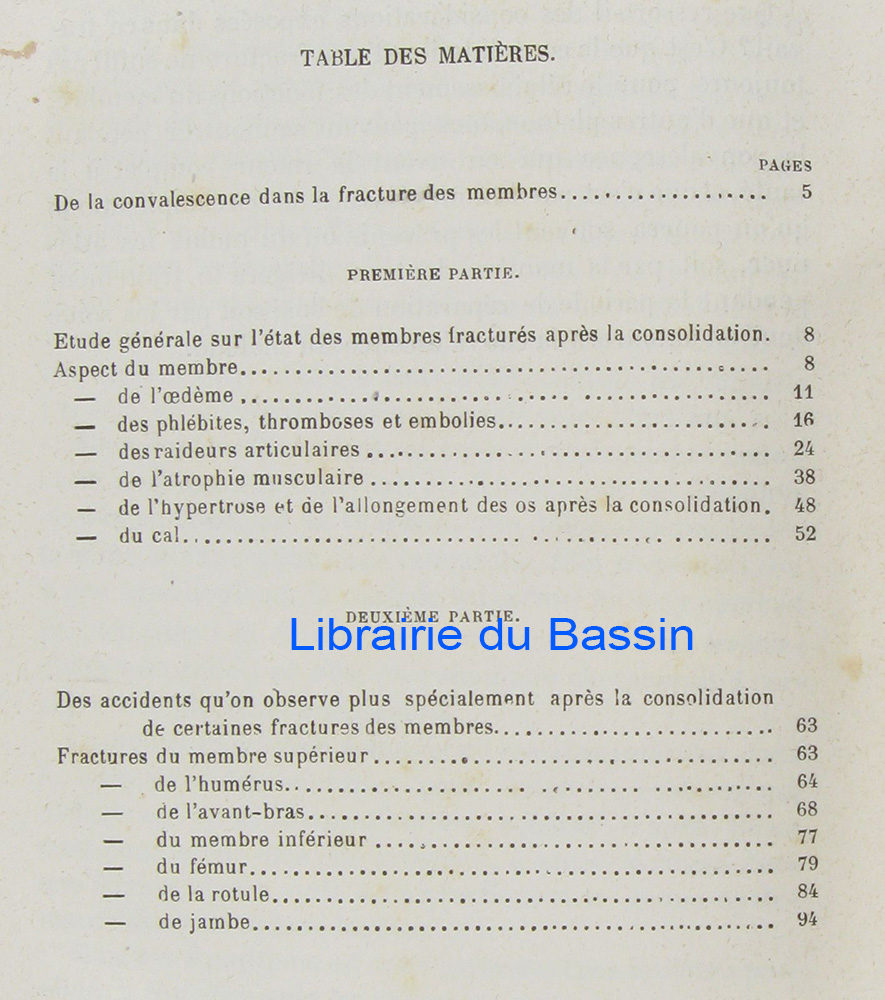 TABLE DES MATIÈRES.
PAGES
De la convalescence dans la fracture des membres.................. 5
PREMIÈRE PARTIE.
Etude générale sur l'état des membres fracturés après la consolidation. 8
Aspect du membre.................................................. 8
— de l'œdème .................................................. 11
— des phlébites, thromboses et embolies.......................... 16
— des raideurs articulaires ...................................... 24
— de l'atrophie musculaire ...................................... 38
— de l'hypertrose et de l'allongement des os après la consolidation. 48
— du cal...................................................... 52
DEUXIÈME PARTIE.
Librairie du Bassin
Des accidents qu'on observe plus spécialement après la consolidation
de certaines fractures des membres.......................... 63
Fractures du membre supérieur...................................... 63
— de l'humérus.............................................. 64
— de l'avant-bras............................................ 68
— du membre inférieur ...................................... 77
— du fémur.................................................. 79
— de la rotule................................................ 84
— de jambe.................................................. 94